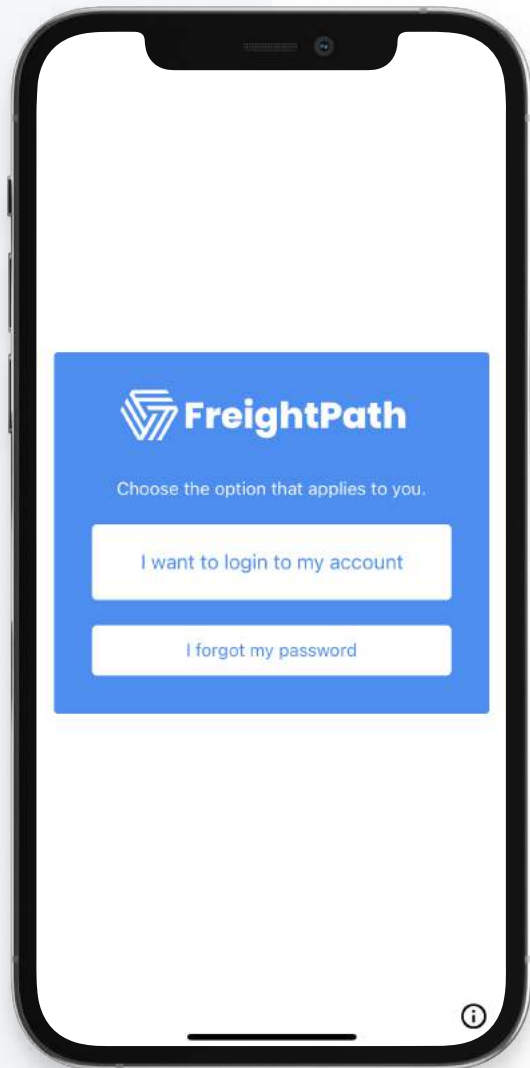 FreightPath
Choose the option that applies to you.
I want to login to my account
I forgot my password